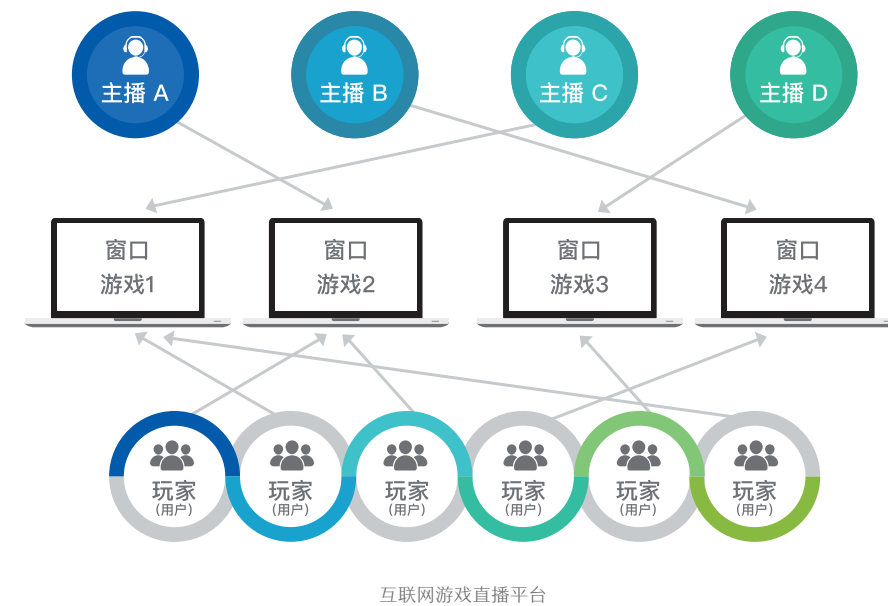 主播 A
主播 B
主播 C
主播 D
窗口
游戏1
窗口
游戏2
窗口
游戏3
窗口
游戏4
玩家
(用户)
玩家
(用户)
玩家
(用户)
玩家
(用户)
玩家
(用户)
玩家
(用户)
互联网游戏直播平台